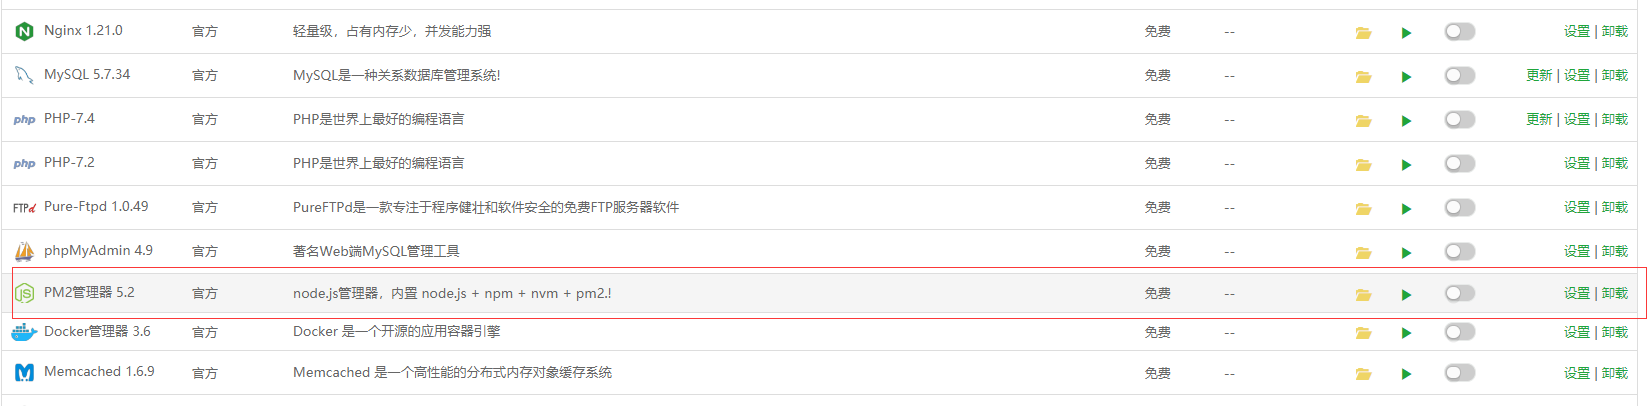 Nginx 1.21.0 官方 轻量级，占有内存少，并发能力强 免费 -- 设置 | 卸载
MySQL 5.7.34 官方 MySQL是一种关系数据库管理系统! 免费 -- 更新 | 设置 | 卸载
php PHP-7.4 官方 PHP是世界上最好的编程语言 免费 -- 更新 | 设置 | 卸载
php PHP-7.2 官方 PHP是世界上最好的编程语言 免费 -- 设置 | 卸载
FTPd Pure-Ftpd 1.0.49 官方 PureFTPd是一款专注于程序健壮和软件安全的免费FTP服务器软件 免费 -- 设置 | 卸载
phpMyAdmin 4.9 官方 著名Web端MySQL管理工具 免费 -- 设置 | 卸载
PM2管理器 5.2 官方 node.js管理器，内置 node.js + npm + nvm + pm2.! 免费 -- 设置 | 卸载
Docker管理器 3.6 官方 Docker 是一个开源的应用容器引擎 免费 -- 设置 | 卸载
Memcached 1.6.9 官方 Memcached 是一个高性能的分布式内存对象缓存系统 免费 -- 设置 | 卸载